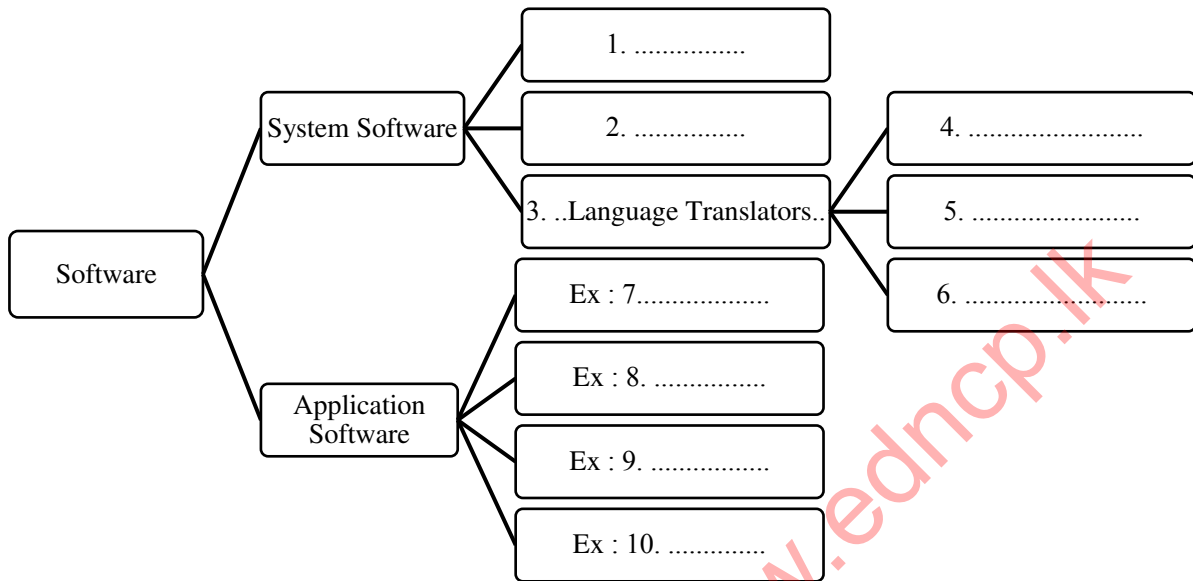 Software
System Software
1. ...............
2. ...............
3. ..Language Translators..
4. .........................
5. ........................
6. ..........................
Application
Software
Ex : 7...................
Ex : 8. ................
Ex : 9. .................
Ex : 10. .............
w.edncp.lk